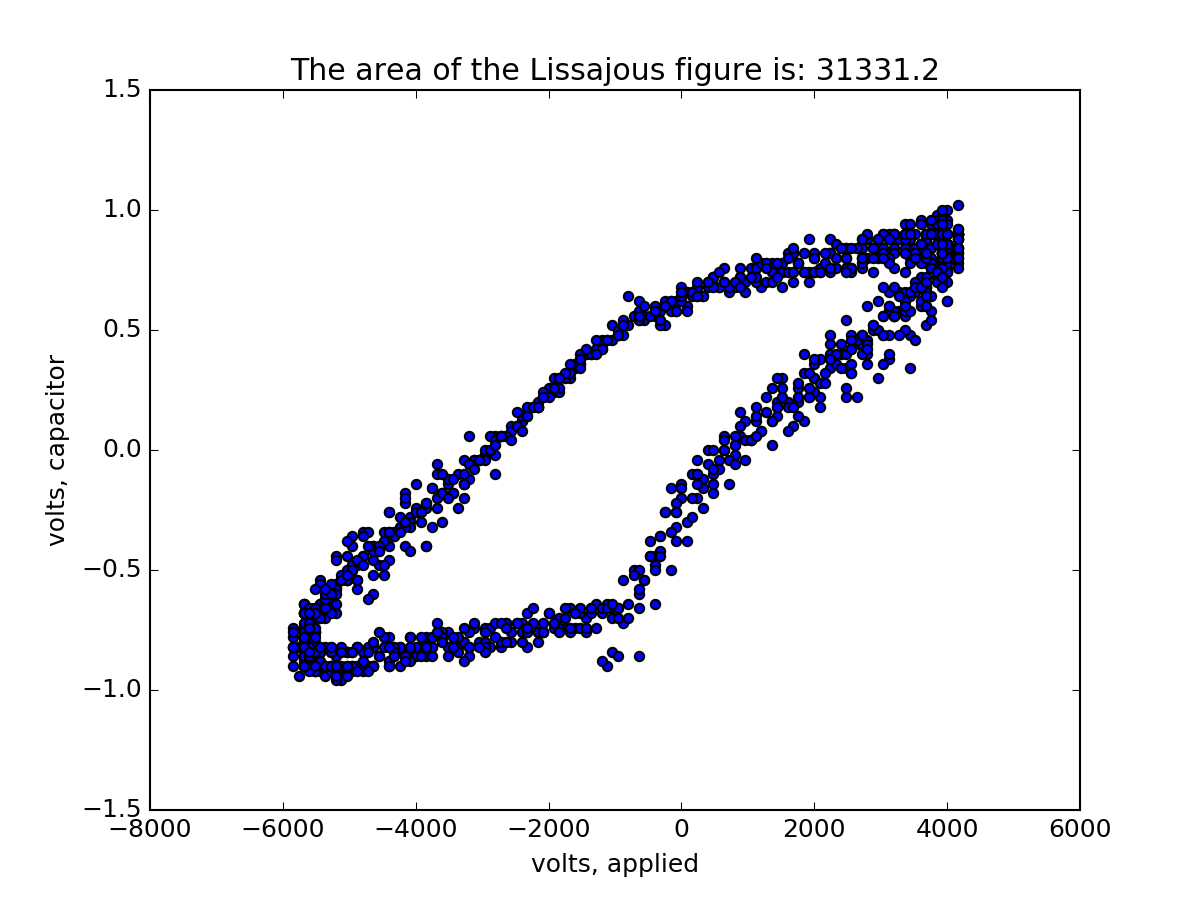 The area of the Lissajous figure is: 31331.2
1.5
1.0
0.5
0.0
−0.5
−1.0
−1.5
volts, capacitor
−8000 −6000 −4000 −2000 0 2000 4000 6000
volts, applied